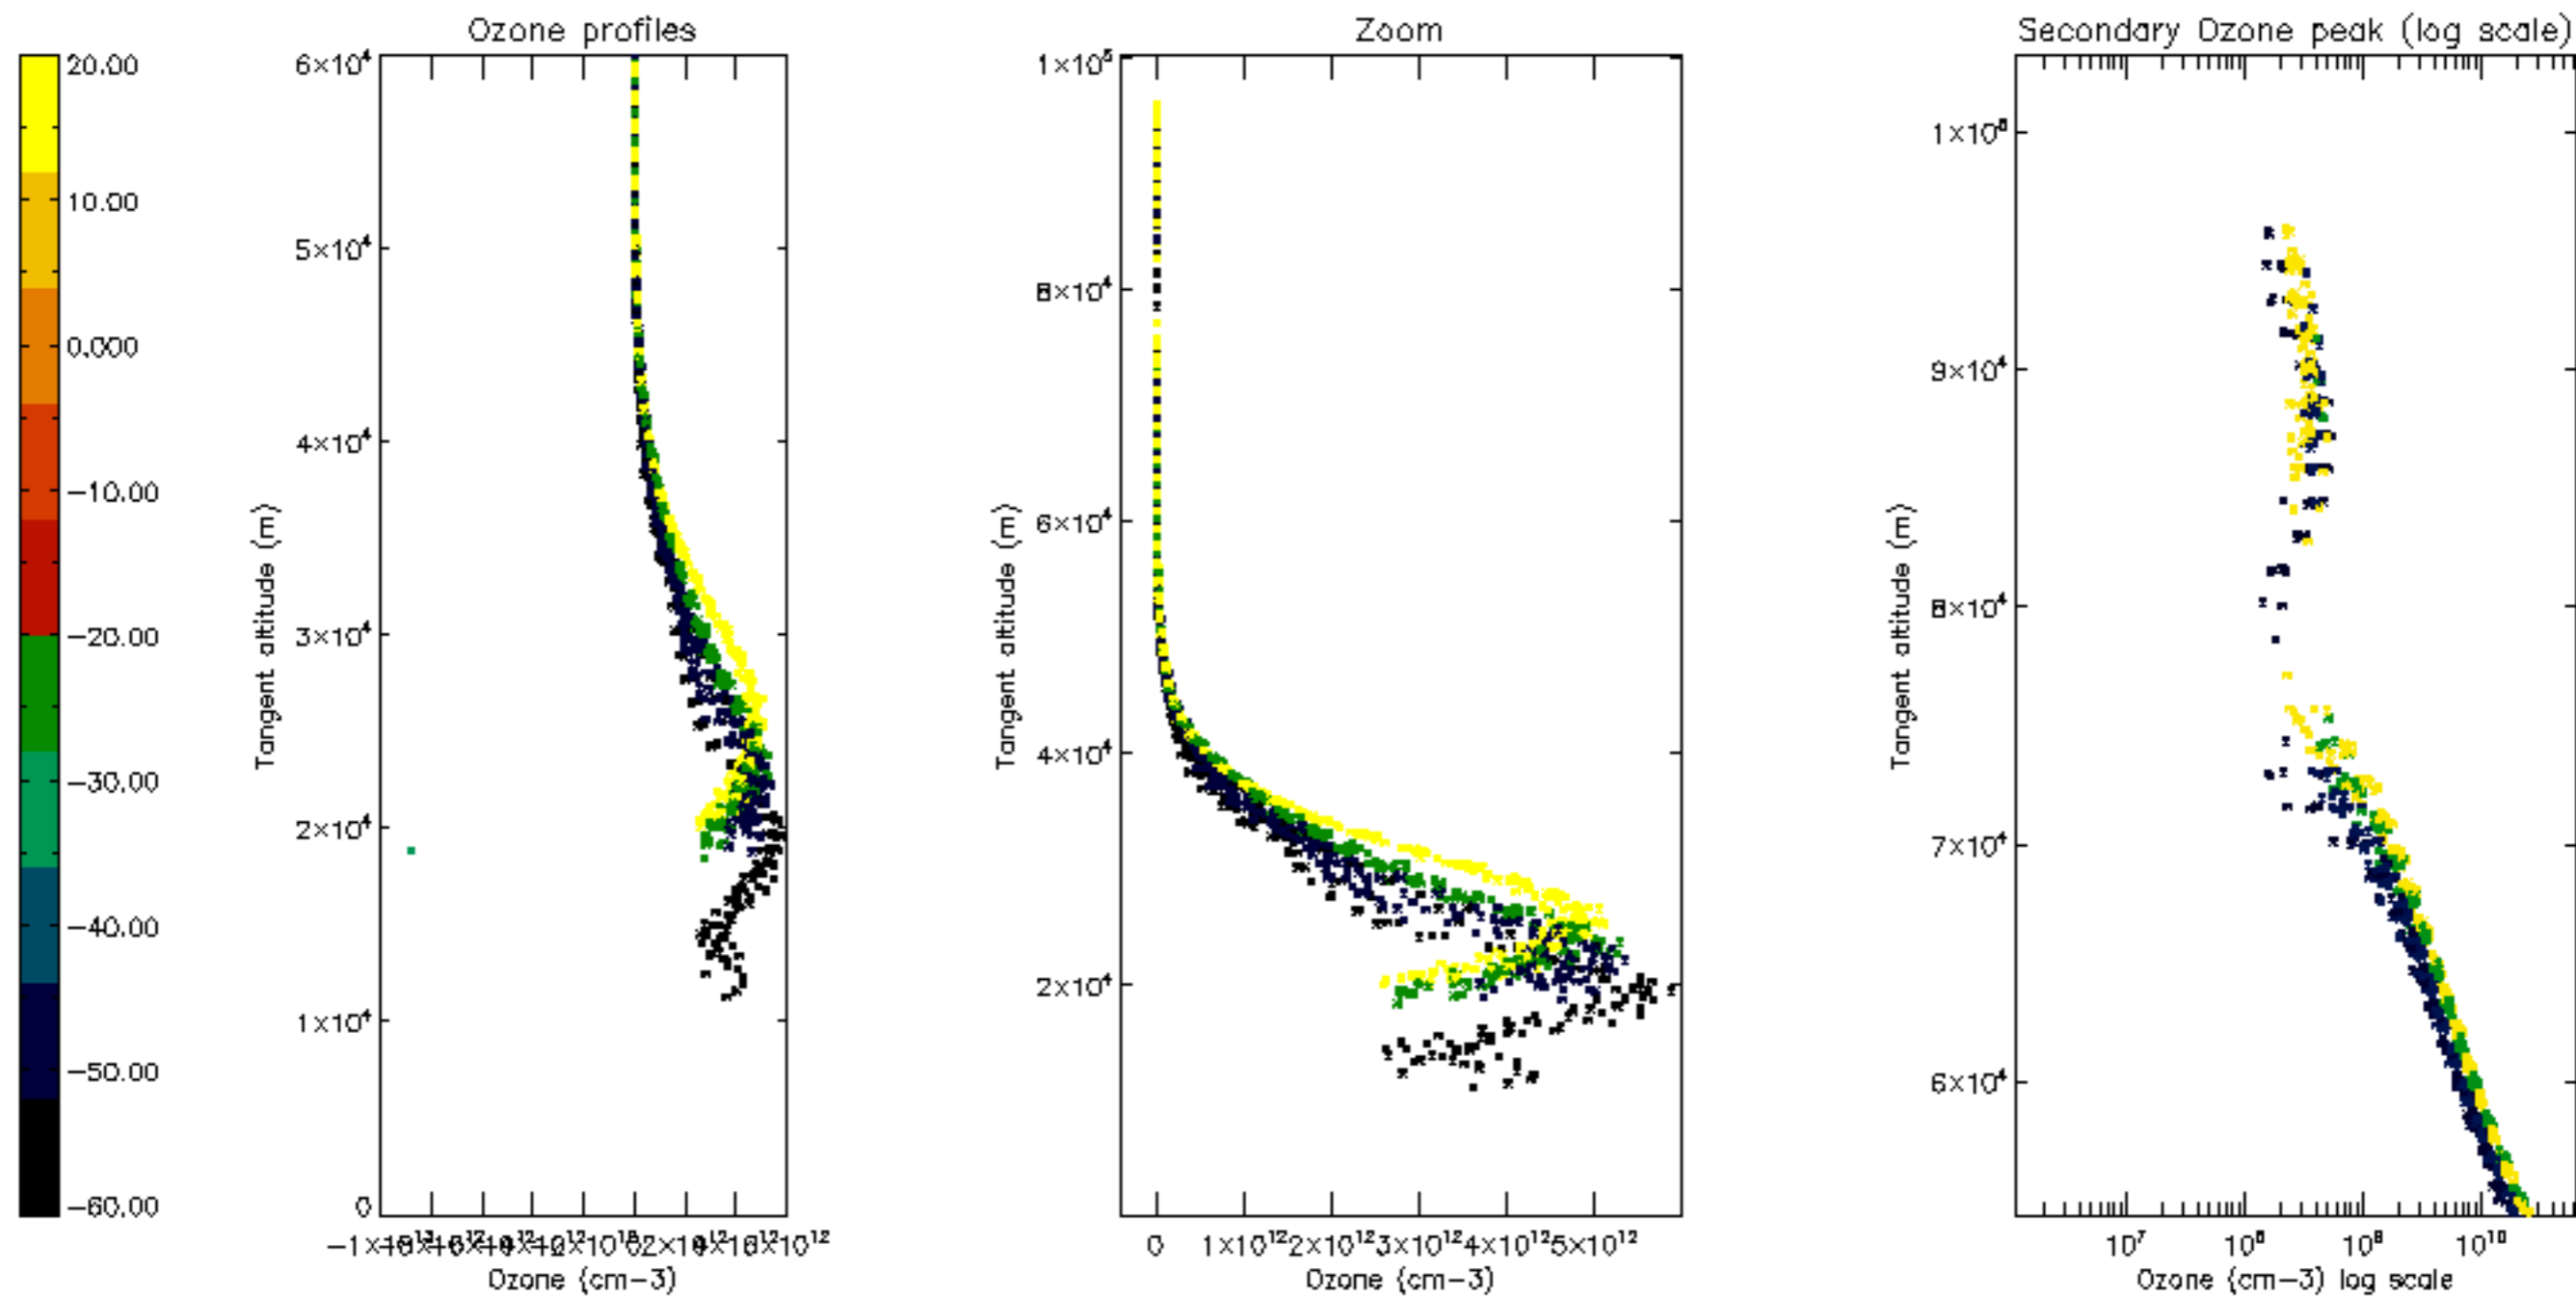 Ozone profiles
Zoom
Secondary Ozone peak (log scale)
20.00
10.00
0.000
−10.00
−20.00
−30.00
−40.00
−50.00
−60.00
Tangent altitude (m)
6×10⁴
5×10⁴
4×10⁴
3×10⁴
2×10⁴
1×10⁴
0
Ozone (cm−3)
Tangent altitude (m)
1×10⁵
8×10⁴
6×10⁴
4×10⁴
2×10⁴
0 1×10¹² 2×10¹² 3×10¹² 4×10¹² 5×10¹²
Ozone (cm−3)
Tangent altitude (m)
9×10⁴
8×10⁴
7×10⁴
6×10⁴
10⁷ 10⁸ 10⁹ 10¹⁰
Ozone (cm−3) log scale